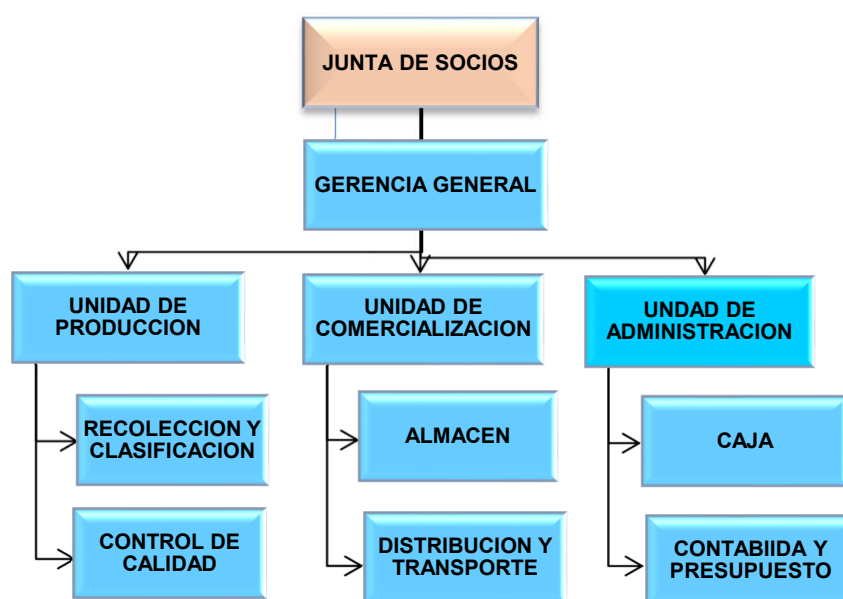 JUNTA DE SOCIOS
GERENCIA GENERAL
UNIDAD DE
PRODUCCION
UNIDAD DE
COMERCIALIZACION
UNDAD DE
ADMINISTRACION
RECOLECCION Y
CLASIFICACION
ALMACEN
CAJA
CONTROL DE
CALIDAD
DISTRIBUCION Y
TRANSPORTE
CONTABIIDA Y
PRESUPUESTO